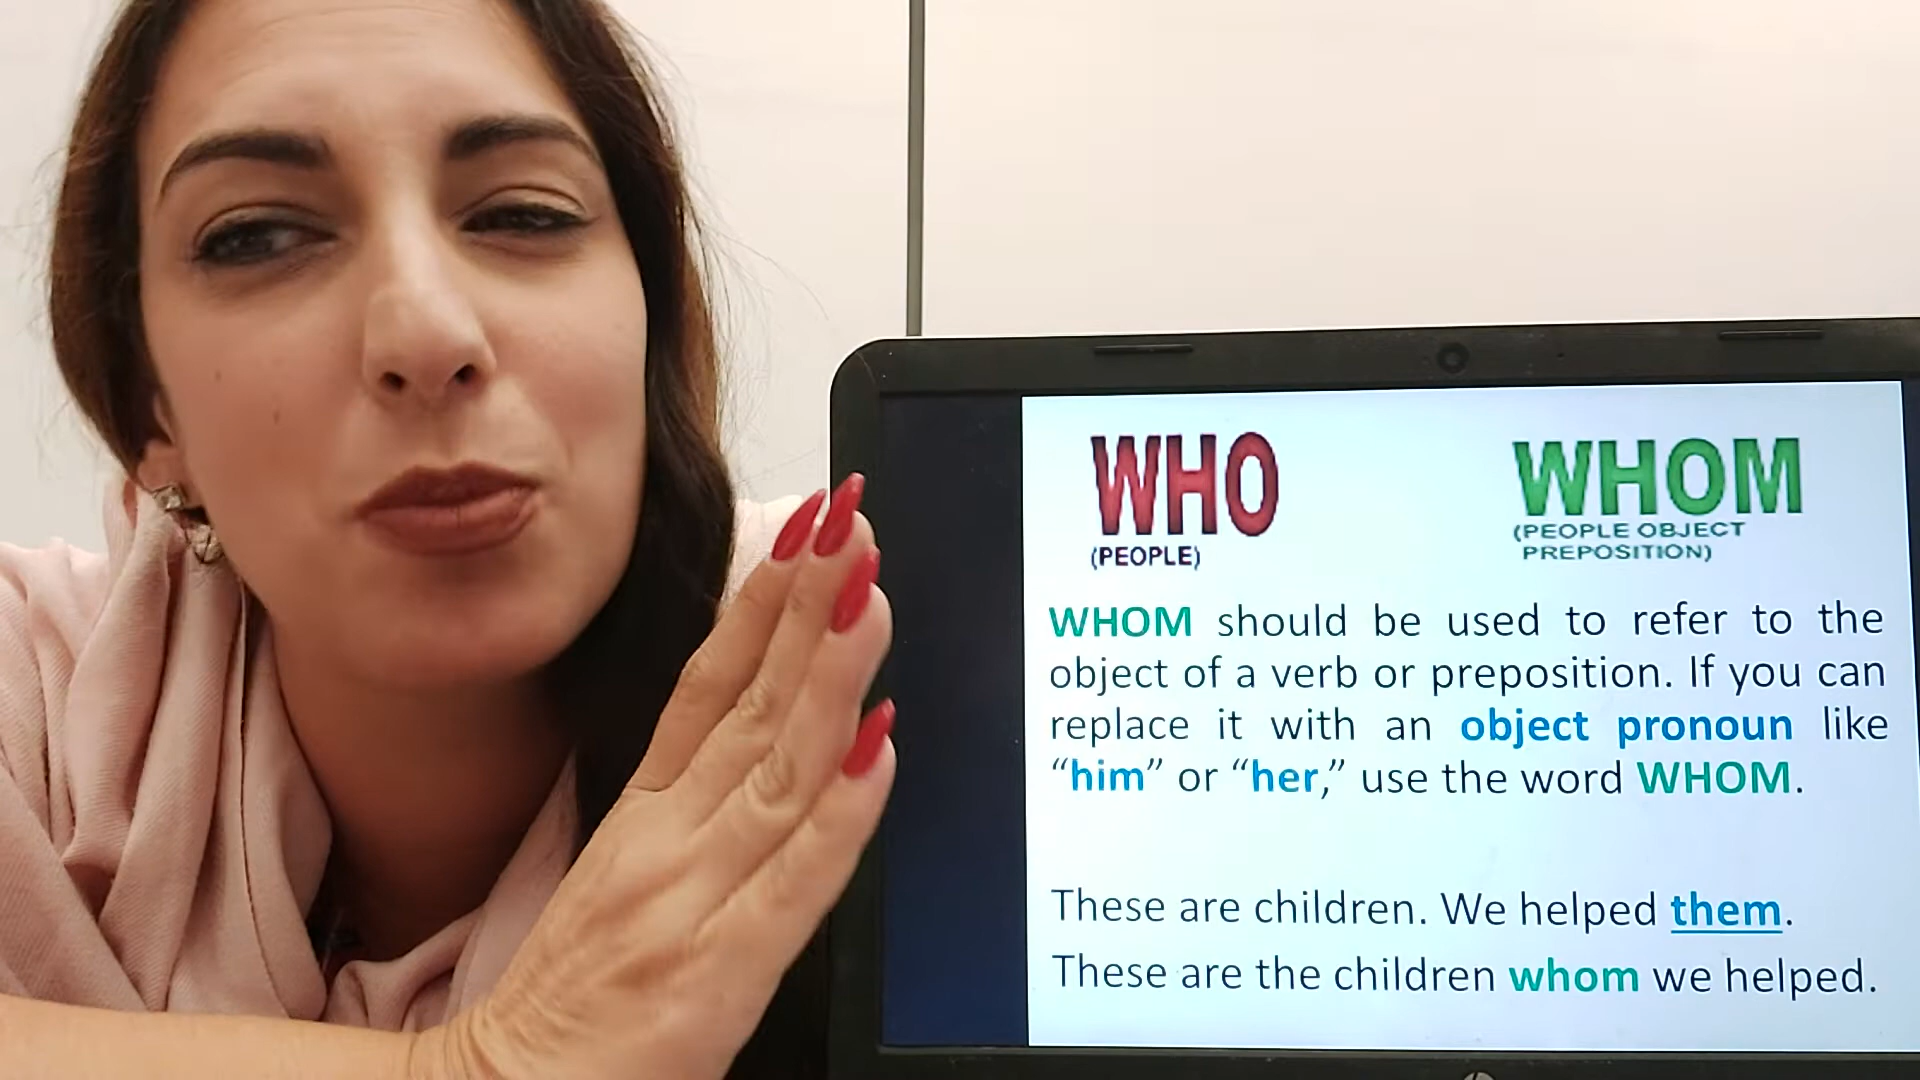 WHO
(PEOPLE)
WHOM
(PEOPLE OBJECT
PREPOSITION)
WHOM should be used to refer to the
object of a verb or preposition. If you can
replace it with an object pronoun like
“him” or “her,” use the word WHOM.
These are children. We helped them.
These are the children whom we helped.